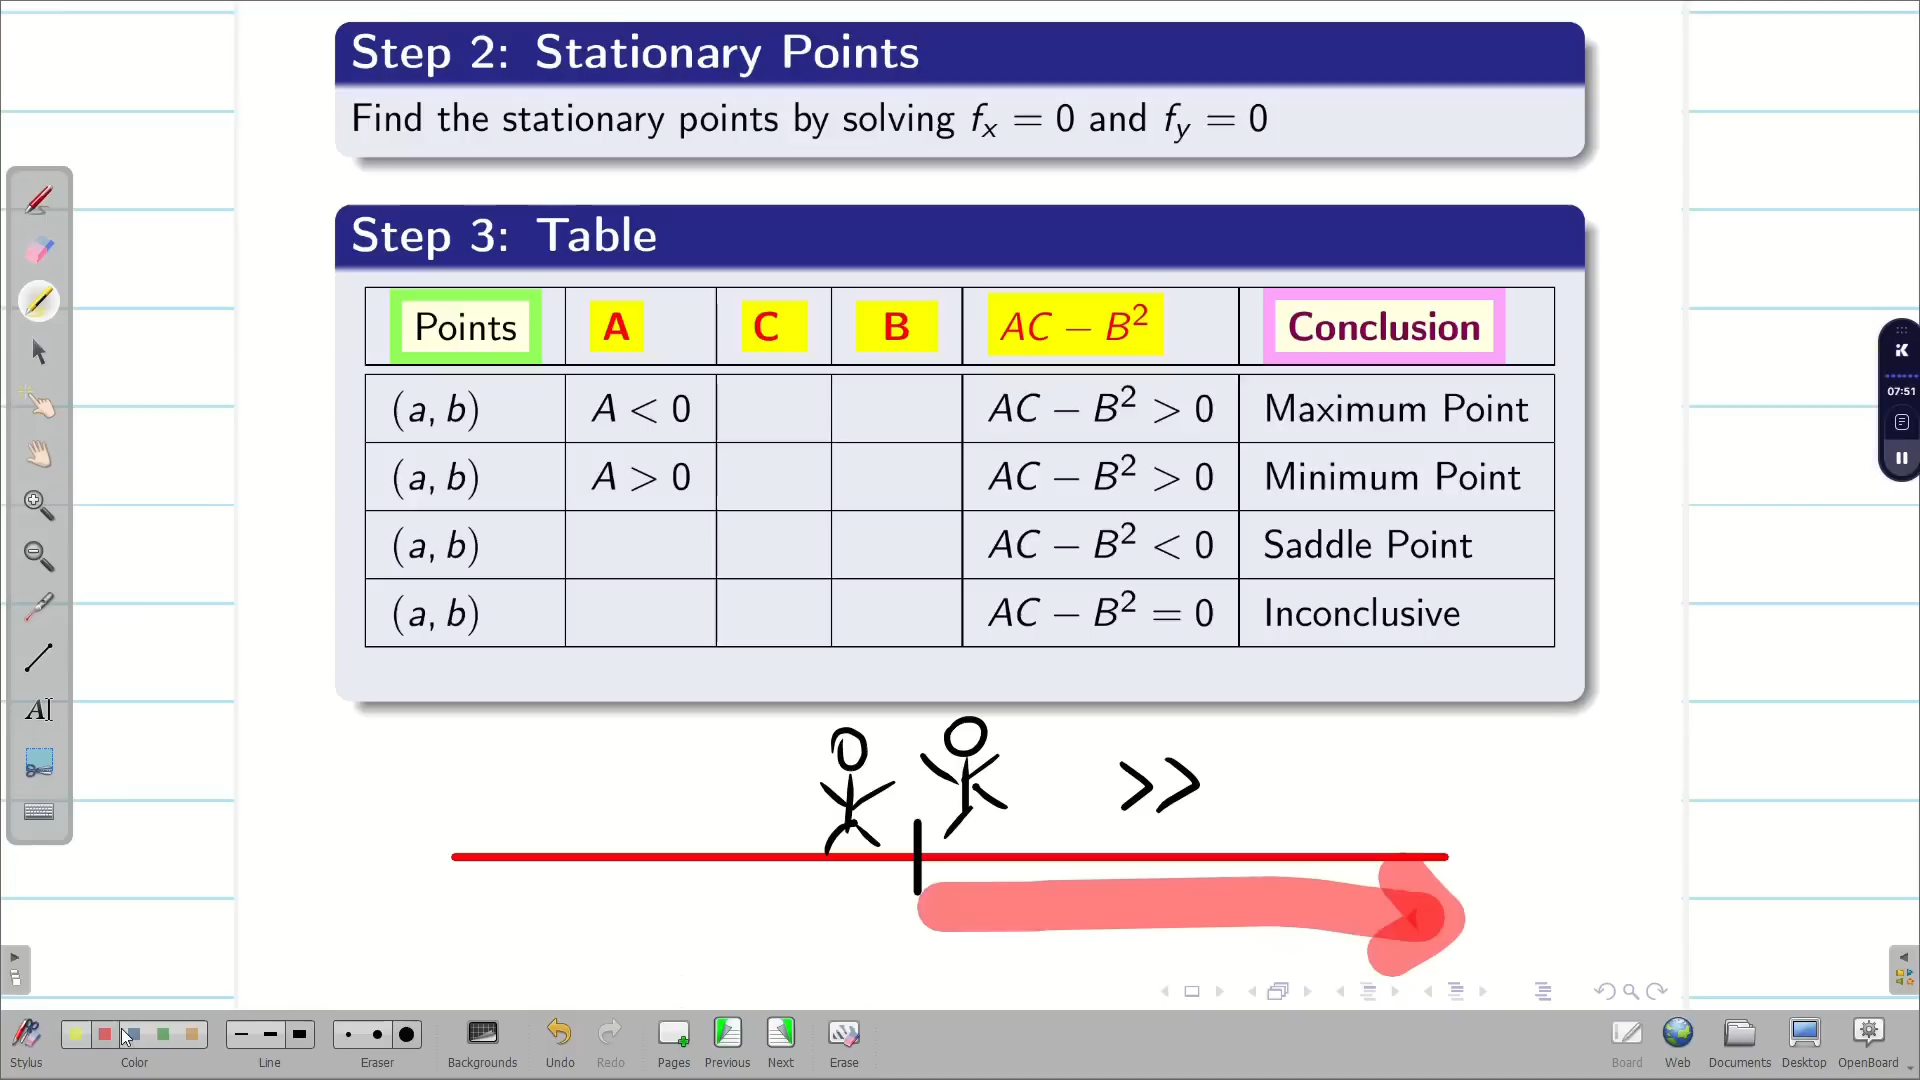 Step 2: Stationary Points
Find the stationary points by solving fₓ = 0 and f_y = 0
Step 3: Table
Points A C B AC − B² Conclusion
(a, b) A < 0 AC − B² > 0 Maximum Point
(a, b) A > 0 AC − B² > 0 Minimum Point
(a, b) AC − B² < 0 Saddle Point
(a, b) AC − B² = 0 Inconclusive
>>
07:51
Stylus Color Line Eraser Backgrounds Undo Redo Pages Previous Next Erase Board Web Documents Desktop OpenBoard